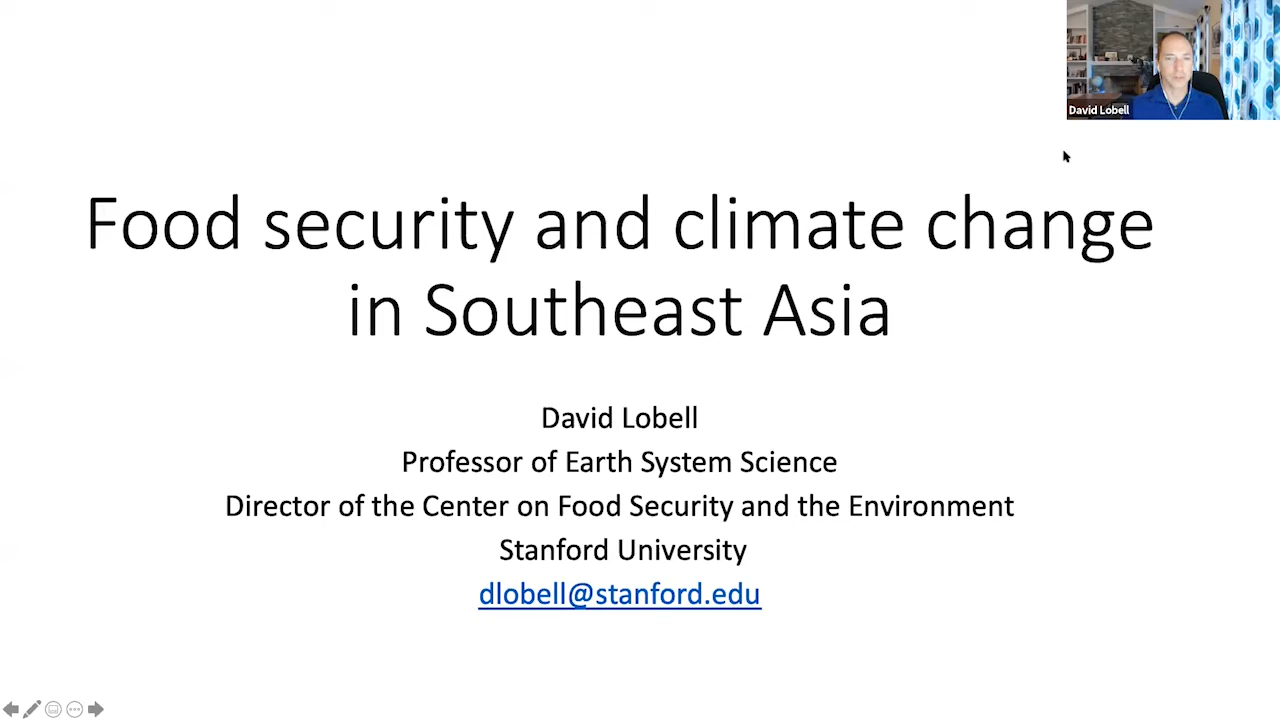 David Lobell
Food security and climate change
in Southeast Asia
David Lobell
Professor of Earth System Science
Director of the Center on Food Security and the Environment
Stanford University
dlobell@stanford.edu